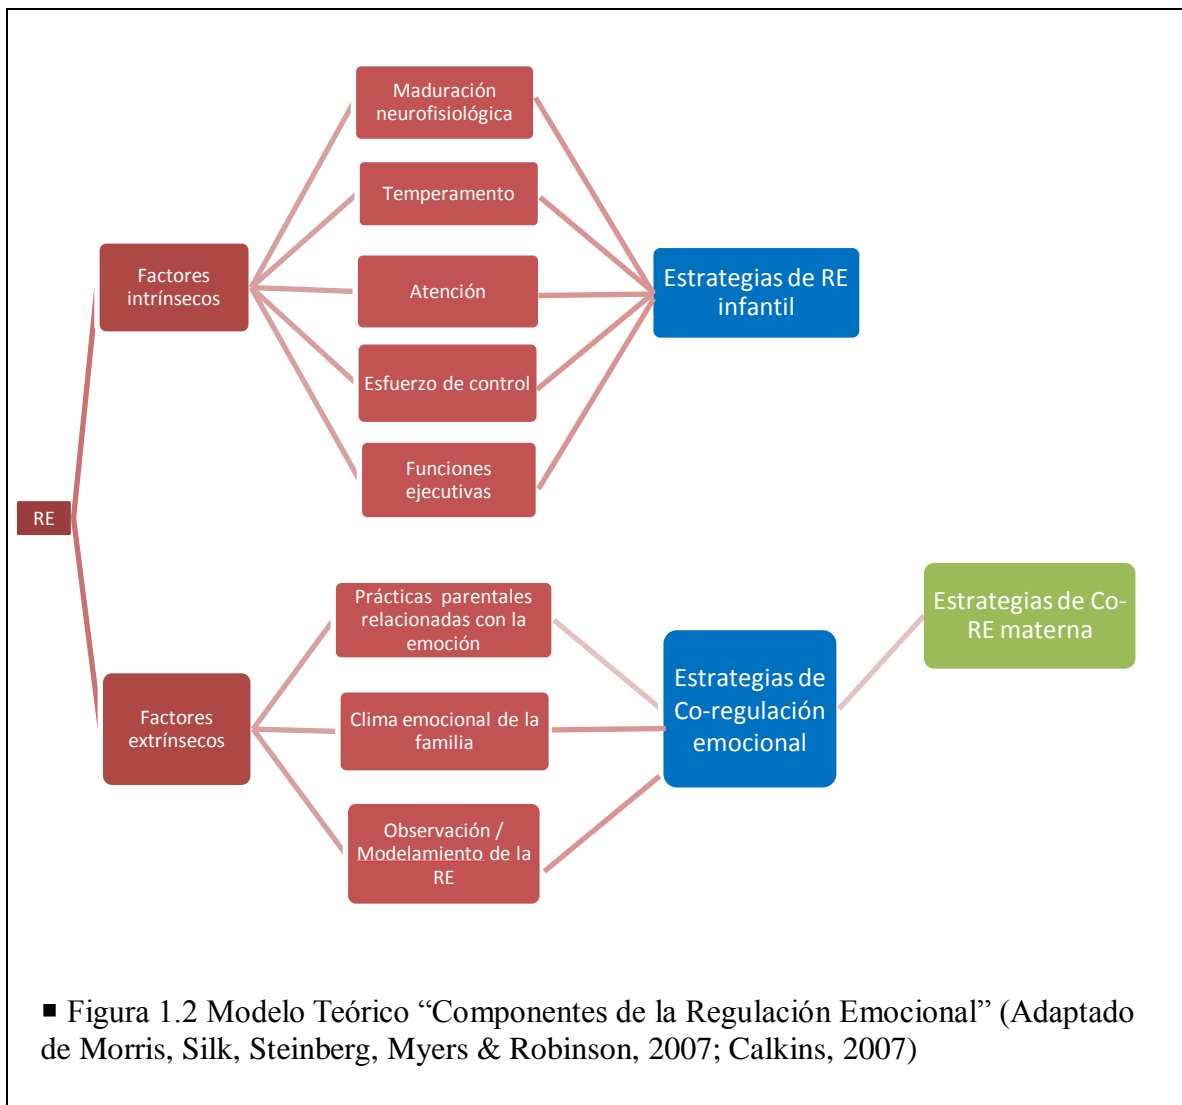 Maduración
neurofisiológica
Temperamento
Factores
intrínsecos
Atención
Estrategias de RE
infantil
Esfuerzo de control
Funciones
ejecutivas
RE
Prácticas parentales
relacionadas con la
emoción
Estrategias de Co-
RE materna
Factores
extrínsecos
Clima emocional de la
familia
Estrategias de
Co-regulación
emocional
Observación /
Modelamiento de la
RE
▪ Figura 1.2 Modelo Teórico “Componentes de la Regulación Emocional” (Adaptado
de Morris, Silk, Steinberg, Myers & Robinson, 2007; Calkins, 2007)